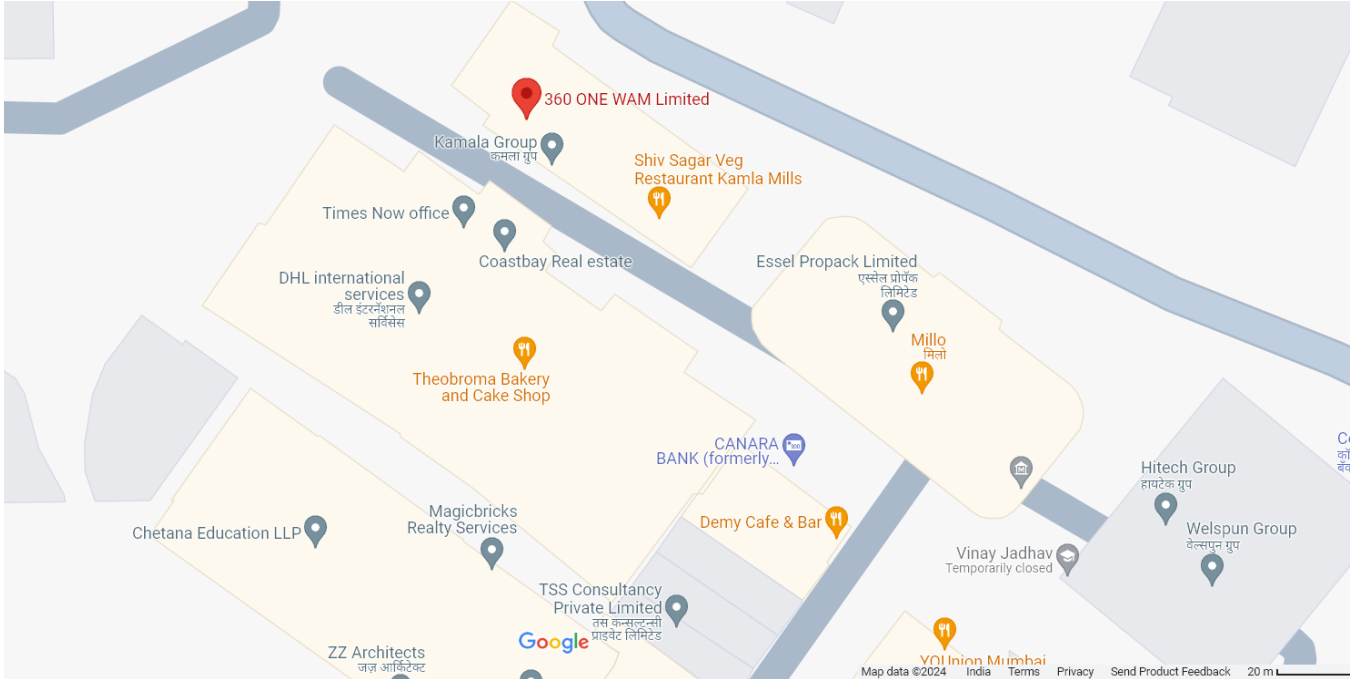 360 ONE WAM Limited
Kamala Group
कमला ग्रुप
Shiv Sagar Veg
Restaurant Kamla Mills
Times Now office
Coastbay Real estate
Essel Propack Limited
एस्सेल प्रोपॅक
लिमिटेड
DHL international
services
डील इंटरनॅशनल
सर्विसेस
Millo
मिलो
Theobroma Bakery
and Cake Shop
CANARA
BANK (formerly...
Hitech Group
हायटेक ग्रुप
Magicbricks
Realty Services
Demy Cafe & Bar
Chetana Education LLP
Welspun Group
वेल्सपुन ग्रुप
Vinay Jadhav
Temporarily closed
TSS Consultancy
Private Limited
तस कन्सल्टन्सी
प्राइवेट लिमिटेड
Google
ZZ Architects
जज़ आर्किटेक्ट
YOUnion Mumbai
Map data ©2024 India Terms Privacy Send Product Feedback 20 m